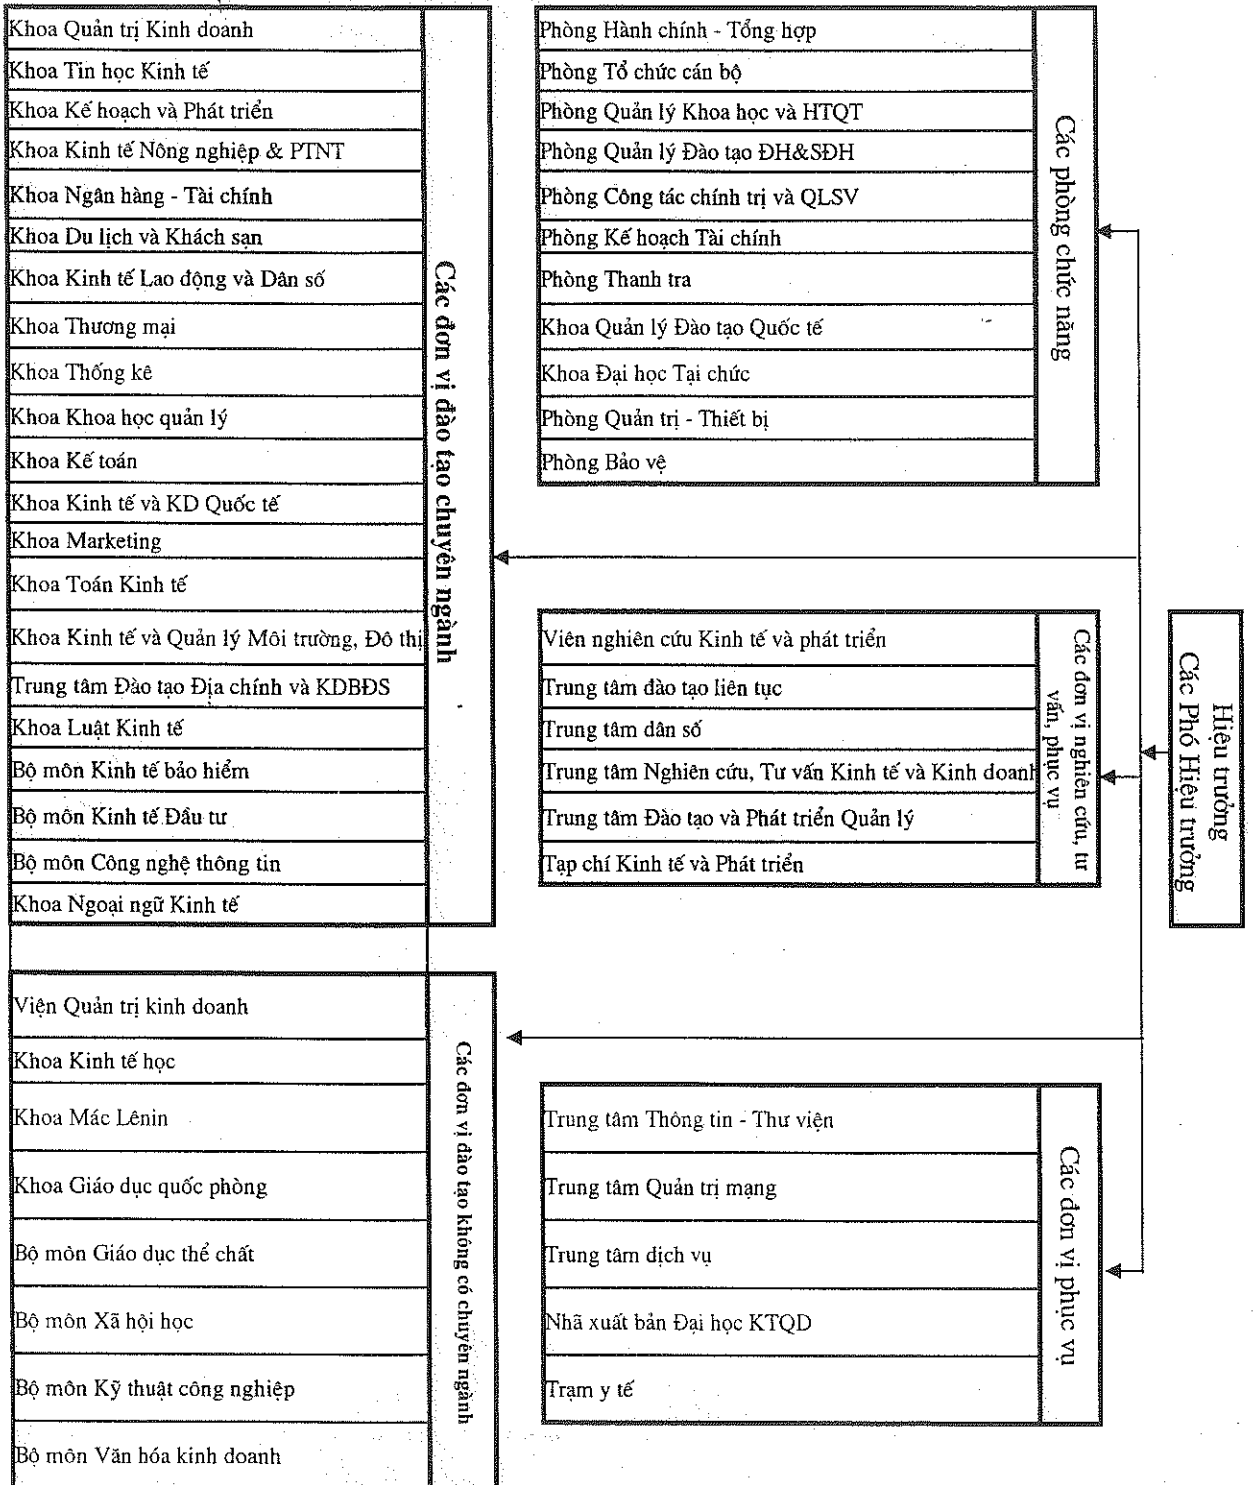 Khoa Quản trị Kinh doanh
Khoa Tin học Kinh tế
Khoa Kế hoạch và Phát triển
Khoa Kinh tế Nông nghiệp & PTNT
Khoa Ngân hàng - Tài chính
Khoa Du lịch và Khách sạn
Khoa Kinh tế Lao động và Dân số
Khoa Thương mại
Khoa Thống kê
Khoa Khoa học quản lý
Khoa Kế toán
Khoa Kinh tế và KD Quốc tế
Khoa Marketing
Khoa Toán Kinh tế
Khoa Kinh tế và Quản lý Môi trường, Đô thị
Trung tâm Đào tạo Địa chính và KDBĐS
Khoa Luật Kinh tế
Bộ môn Kinh tế bảo hiểm
Bộ môn Kinh tế Đầu tư
Bộ môn Công nghệ thông tin
Khoa Ngoại ngữ Kinh tế
Các đơn vị đào tạo chuyên ngành
Phòng Hành chính - Tổng hợp
Phòng Tổ chức cán bộ
Phòng Quản lý Khoa học và HTQT
Phòng Quản lý Đào tạo ĐH&SĐH
Phòng Công tác chính trị và QLSV
Phòng Kế hoạch Tài chính
Phòng Thanh tra
Khoa Quản lý Đào tạo Quốc tế
Khoa Đại học Tại chức
Phòng Quản trị - Thiết bị
Phòng Bảo vệ
Các phòng chức năng
Viên nghiên cứu Kinh tế và phát triển
Trung tâm đào tạo liên tục
Trung tâm dân số
Trung tâm Nghiên cứu, Tư vấn Kinh tế và Kinh doanh
Trung tâm Đào tạo và Phát triển Quản lý
Tạp chí Kinh tế và Phát triển
Các đơn vị nghiên cứu, tư
vấn, phục vụ
Hiệu trưởng
Các Phó Hiệu trưởng
Viện Quản trị kinh doanh
Khoa Kinh tế học
Khoa Mác Lênin
Khoa Giáo dục quốc phòng
Bộ môn Giáo dục thể chất
Bộ môn Xã hội học
Bộ môn Kỹ thuật công nghiệp
Bộ môn Văn hóa kinh doanh
Các đơn vị đào tạo không có chuyên ngành
Trung tâm Thông tin - Thư viện
Trung tâm Quản trị mạng
Trung tâm dịch vụ
Nhã xuất bản Đại học KTQD
Trạm y tế
Các đơn vị phục vụ